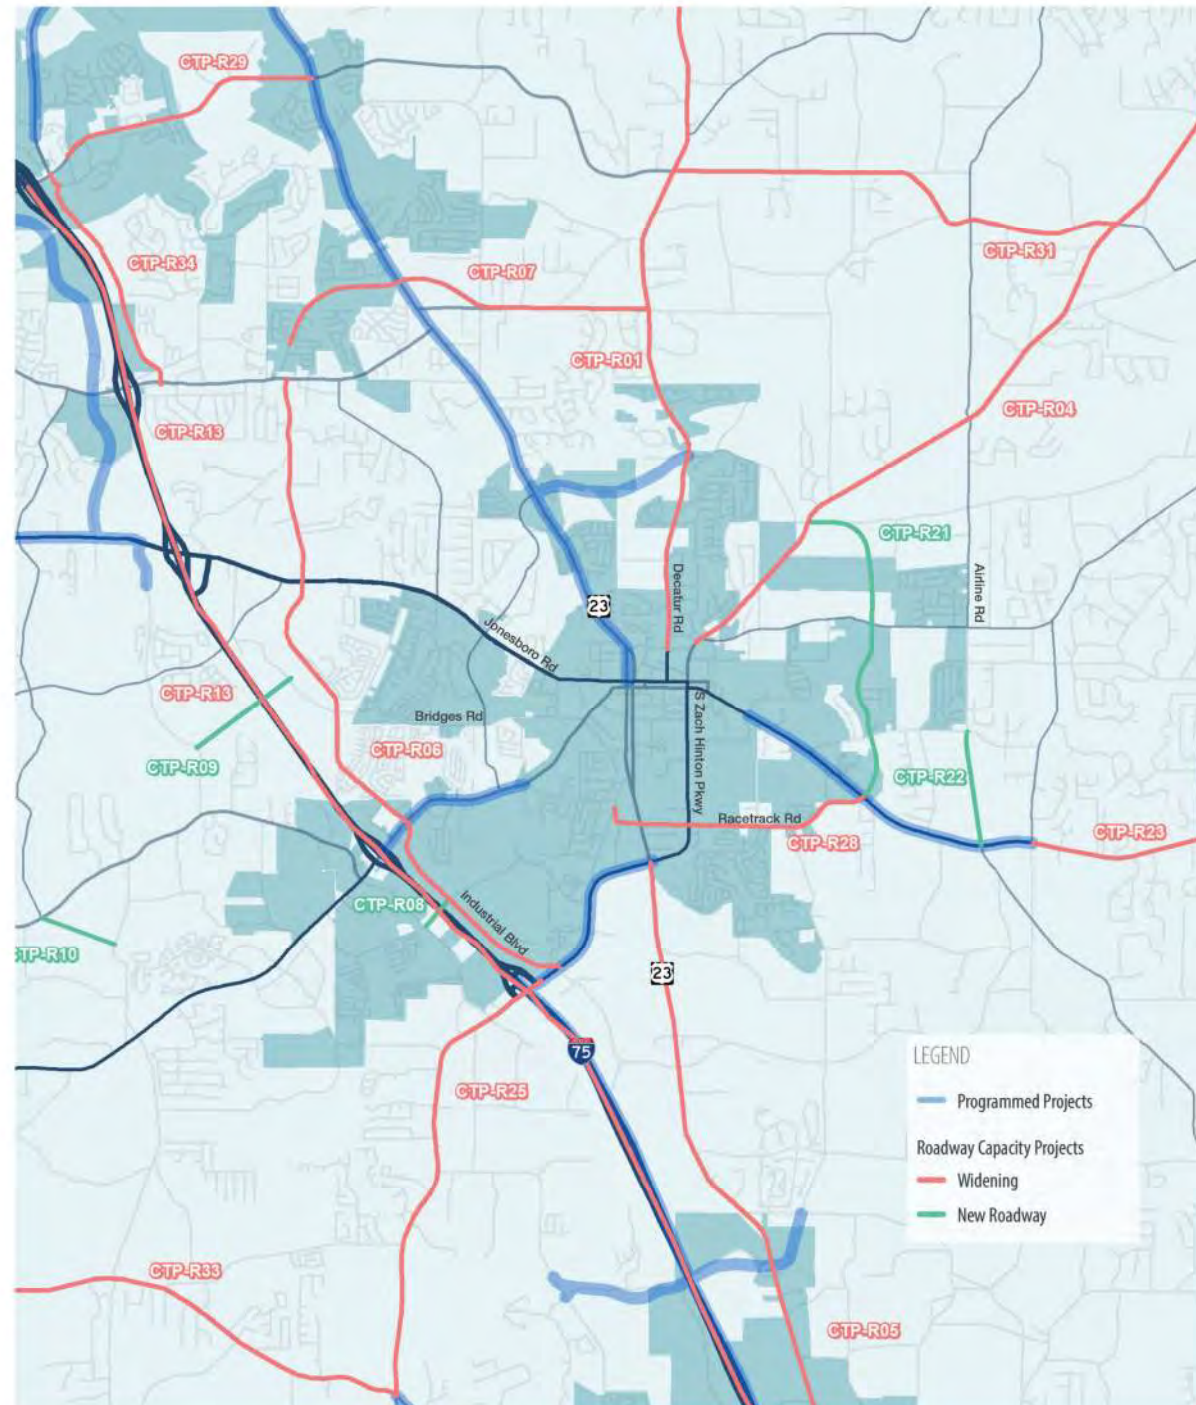 CTP-R29
CTP-R34
CTP-R07
CTP-R31
CTP-R01
CTP-R04
CTP-R13
CTP-R21
Decatur Rd
Airline Rd
23
Jonesboro Rd
CTP-R13
Bridges Rd
S Zach Hinton Pkwy
CTP-R06
CTP-R09
CTP-R22
Racetrack Rd
CTP-R28
CTP-R23
CTP-R08
Industrial Blvd
CTP-R10
23
75
LEGEND
CTP-R25
Programmed Projects
Roadway Capacity Projects
Widening
New Roadway
CTP-R33
CTP-R05